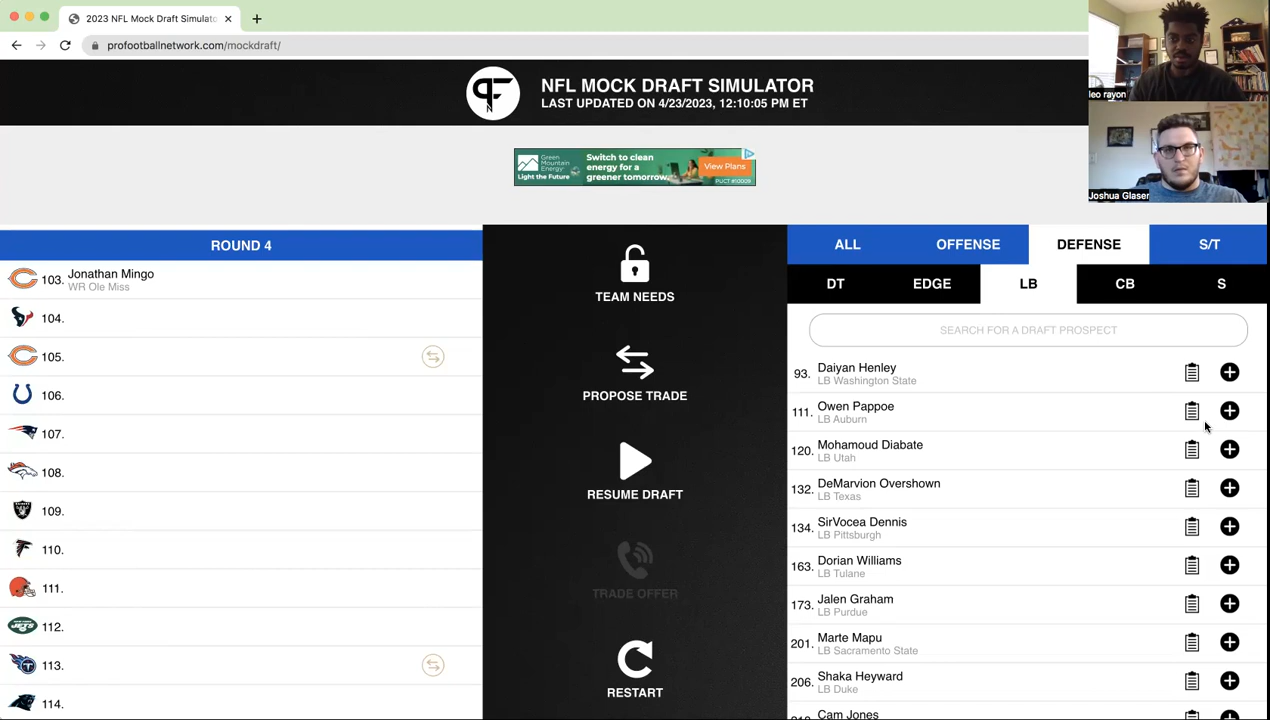 2023 NFL Mock Draft Simulato
profootballnetwork.com/mockdraft/
PF
N
NFL MOCK DRAFT SIMULATOR
LAST UPDATED ON 4/23/2023, 12:10:05 PM ET
leo rayon
Joshua Glaser
Green Mountain Energy
Light the Future
Switch to clean
energy for a
greener tomorrow.
View Plans
PUCT #10009
ROUND 4
103. Jonathan Mingo
WR Ole Miss
104.
105.
106.
107.
108.
109.
110.
111.
112.
113.
114.
TEAM NEEDS
PROPOSE TRADE
RESUME DRAFT
TRADE OFFER
RESTART
ALL OFFENSE DEFENSE S/T
DT EDGE LB CB S
SEARCH FOR A DRAFT PROSPECT
93. Daiyan Henley
LB Washington State
111. Owen Pappoe
LB Auburn
120. Mohamoud Diabate
LB Utah
132. DeMarvion Overshown
LB Texas
134. SirVocea Dennis
LB Pittsburgh
163. Dorian Williams
LB Tulane
173. Jalen Graham
LB Purdue
201. Marte Mapu
LB Sacramento State
206. Shaka Heyward
LB Duke
Cam Jones